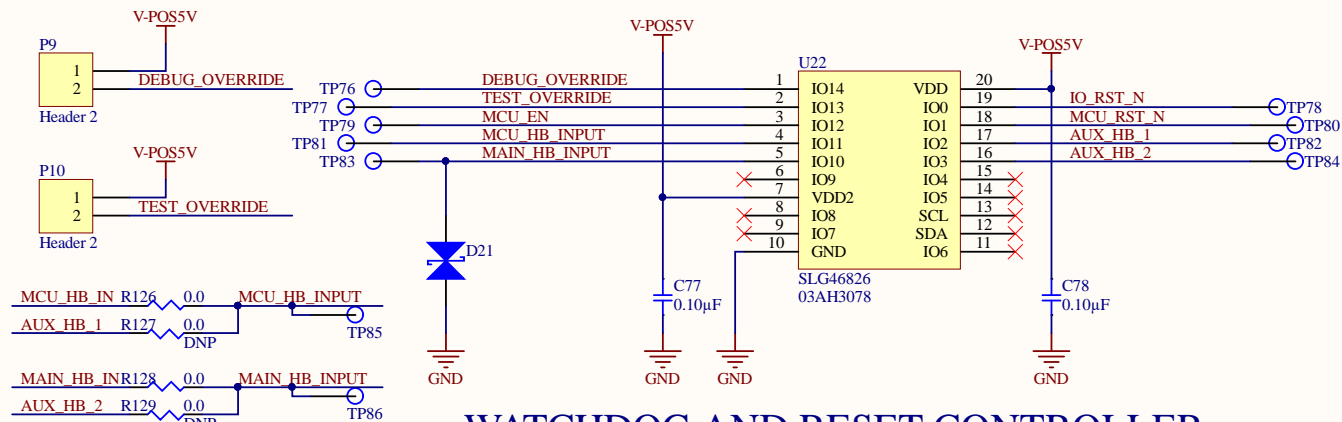 V-POS5V
P9
1
2
DEBUG_OVERRIDE
Header 2
V-POS5V
P10
1
2
TEST_OVERRIDE
Header 2
MCU_HB_IN R126 0.0 MCU_HB_INPUT
AUX_HB_1 R127 0.0
DNP
TP85
MAIN_HB_IN R128 0.0 MAIN_HB_INPUT
AUX_HB_2 R129 0.0
DNP
TP86
V-POS5V
V-POS5V
U22
TP76 DEBUG_OVERRIDE 1 IO14
TP77 TEST_OVERRIDE 2 IO13
TP79 MCU_EN 3 IO12
TP81 MCU_HB_INPUT 4 IO11
TP83 MAIN_HB_INPUT 5 IO10
6 IO9
7 VDD2
8 IO8
9 IO7
10 GND
VDD 20
IO0 19 IO_RST_N TP78
IO1 18 MCU_RST_N TP80
IO2 17 AUX_HB_1 TP82
IO3 16 AUX_HB_2 TP84
IO4 15
IO5 14
SCL 13
SDA 12
IO6 11
SLG46826
03AH3078
D21
GND
C77
0.10µF
GND
GND
C78
0.10µF
GND
WATCHDOG AND RESET CONTROLLER